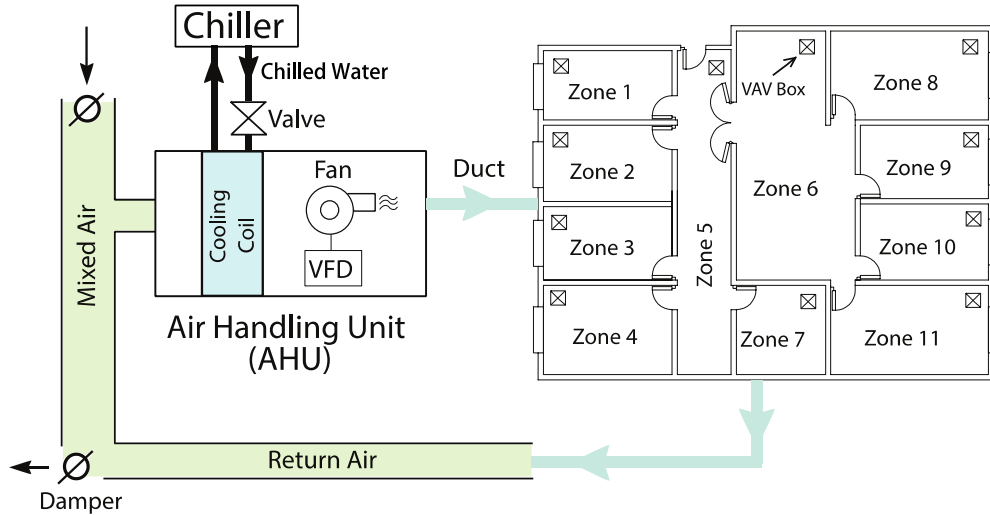 Chiller
Chilled Water
Valve
Fan
VFD
Cooling
Coil
Air Handling Unit
(AHU)
Mixed Air
Return Air
Damper
Duct
Zone 1
Zone 2
Zone 3
Zone 4
Zone 5
Zone 6
Zone 7
VAV Box
Zone 8
Zone 9
Zone 10
Zone 11